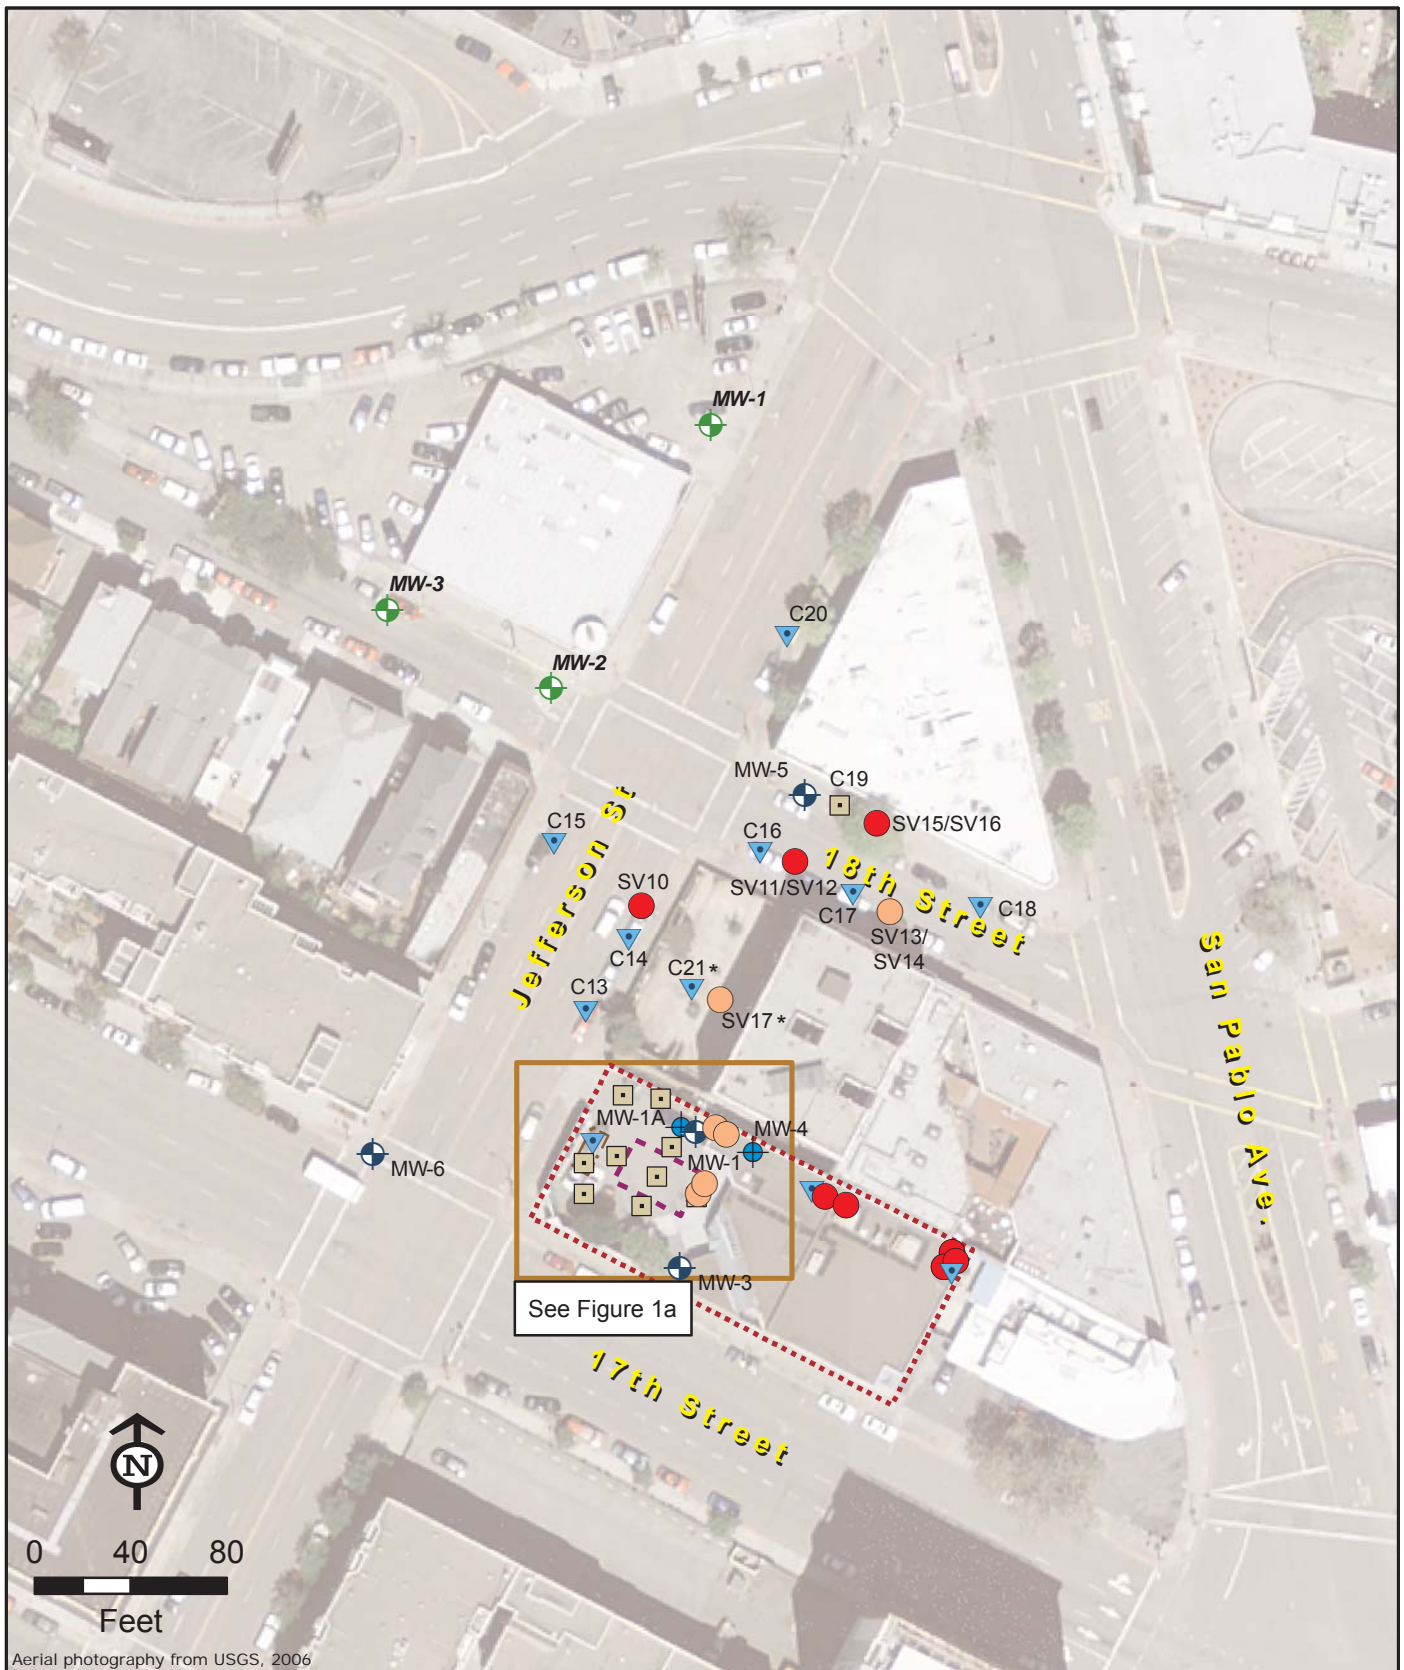 MW-1
MW-3
C20
MW-2
MW-5
C19
C15
C16
SV15/SV16
Jefferson St
18th Street
SV10
SV11/SV12
C17
C18
C14
SV13/
SV14
C21*
San Pablo Ave.
C13
SV17*
MW-1A
MW-4
MW-6
MW-1
MW-3
See Figure 1a
17th Street
N
0 40 80
Feet
Aerial photography from USGS, 2006